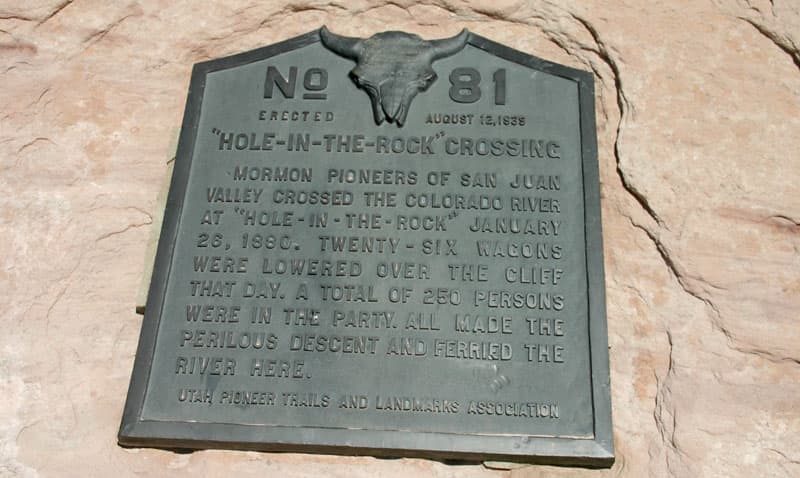 No 81
ERECTED AUGUST 12, 1939
"HOLE-IN-THE-ROCK" CROSSING
MORMON PIONEERS OF SAN JUAN
VALLEY CROSSED THE COLORADO RIVER
AT "HOLE-IN-THE-ROCK" JANUARY
26, 1880. TWENTY-SIX WAGONS
WERE LOWERED OVER THE CLIFF
THAT DAY. A TOTAL OF 250 PERSONS
WERE IN THE PARTY. ALL MADE THE
PERILOUS DESCENT AND FERRIED THE
RIVER HERE.
UTAH PIONEER TRAILS AND LANDMARKS ASSOCIATION